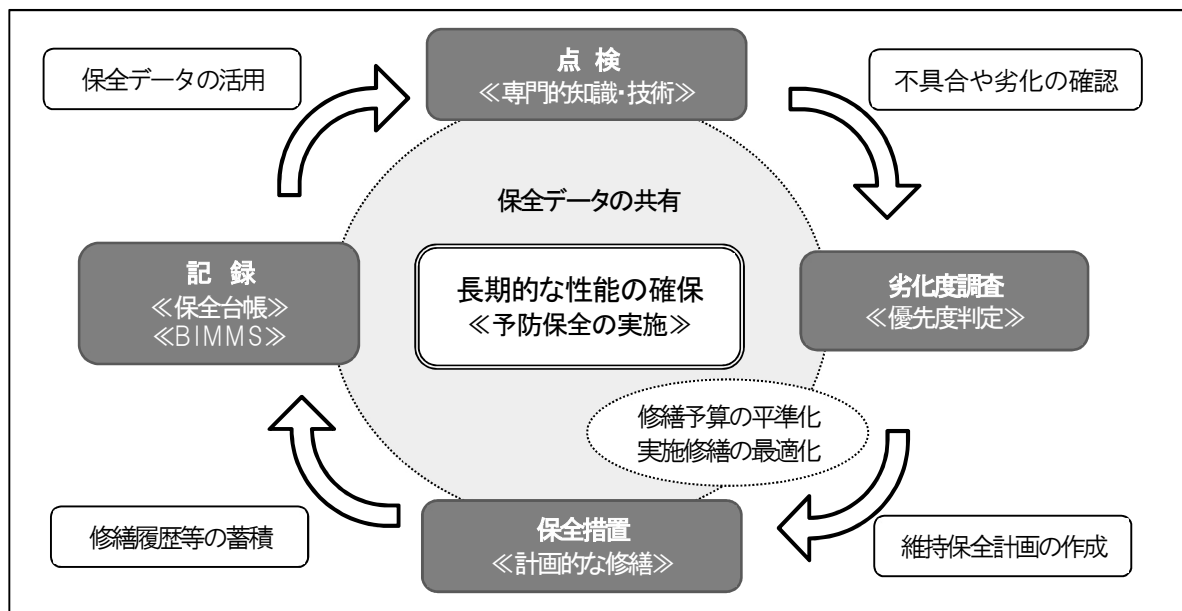 点 検
≪専門的知識・技術≫
保全データの活用
不具合や劣化の確認
保全データの共有
記 録
≪保全台帳≫
≪BIMMS≫
長期的な性能の確保
≪予防保全の実施≫
劣化度調査
≪優先度判定≫
修繕予算の平準化
実施修繕の最適化
修繕履歴等の蓄積
保全措置
≪計画的な修繕≫
維持保全計画の作成